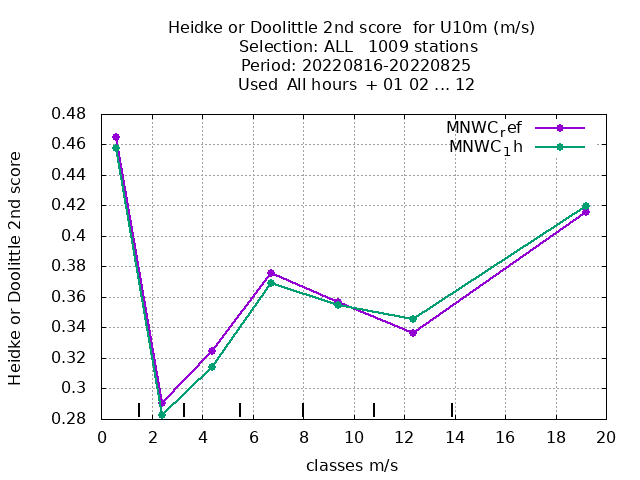 Heidke or Doolittle 2nd score  for U10m (m/s)
Selection: ALL   1009 stations
Period: 20220816-20220825
Used  All hours  + 01 02 ... 12
MNWC_ref
MNWC_1h
Heidke or Doolittle 2nd score
0.48
0.46
0.44
0.42
0.4
0.38
0.36
0.34
0.32
0.3
0.28
0 2 4 6 8 10 12 14 16 18 20
classes m/s